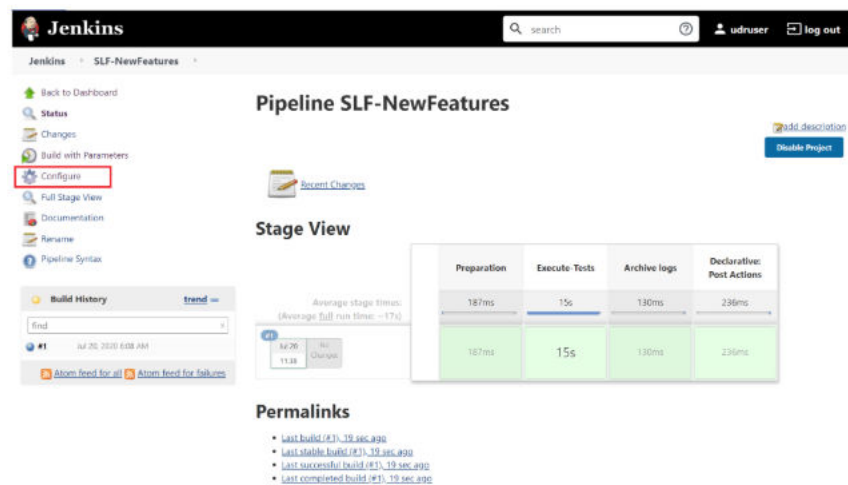 Jenkins
search
udruser
log out
Jenkins
SLF-NewFeatures
Back to Dashboard
Status
Changes
Build with Parameters
Configure
Full Stage View
Documentation
Rename
Pipeline Syntax
Build History
trend
find
#1
Jul 20, 2020 6:08 AM
Atom feed for all
Atom feed for failures
Pipeline SLF-NewFeatures
add description
Disable Project
Recent Changes
Stage View
Preparation
Execute-Tests
Archive logs
Declarative:
Post Actions
Average stage times:
(Average full run time: ~17s)
187ms
15s
130ms
236ms
#1
Jul 20
11:38
No
Changes
187ms
15s
130ms
236ms
Permalinks
Last build (#1), 19 sec ago
Last stable build (#1), 19 sec ago
Last successful build (#1), 19 sec ago
Last completed build (#1), 19 sec ago